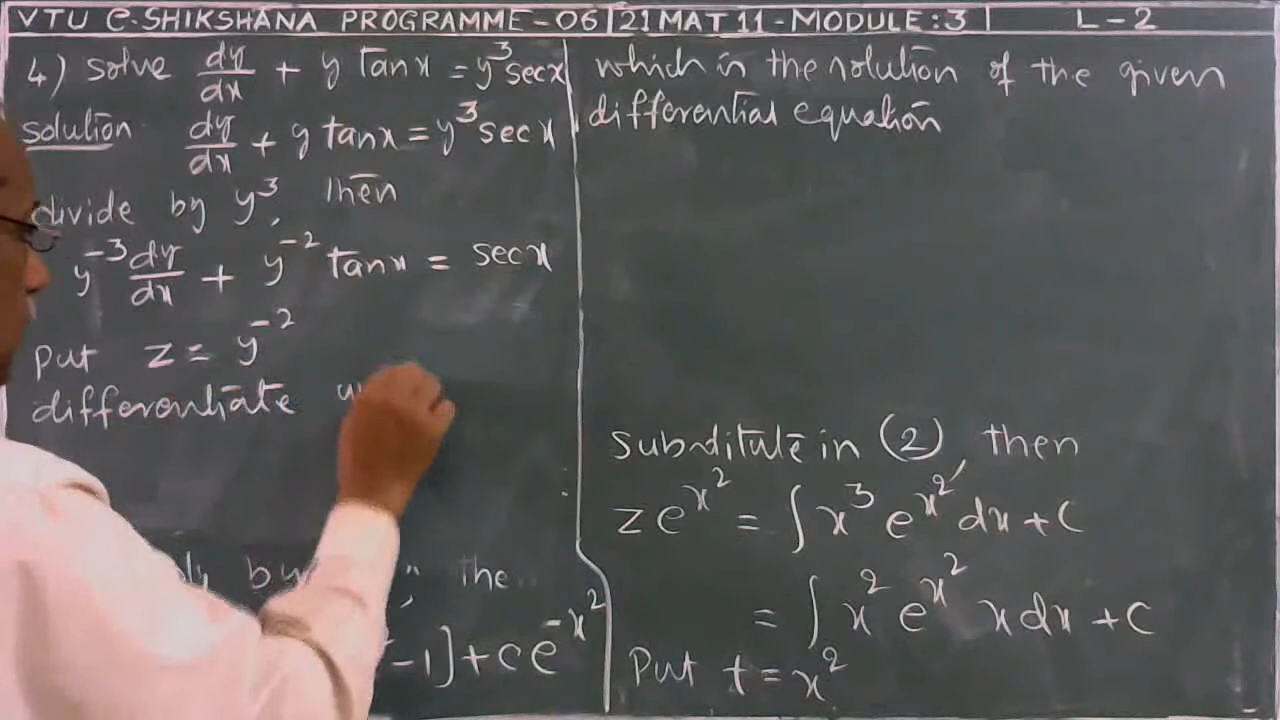 VTU e-SHIKSHANA PROGRAMME - 06 | 21MAT11 - MODULE : 3 | L - 2
4) Solve dy/dx + y tanx = y³ secx
solution dy/dx + y tanx = y³ secx
divide by y³, then
y⁻³ dy/dx + y⁻² tanx = secx
put z = y⁻²
differentiate
by
-1] + c e^-x²
which is the solution of the given
differential equation
Substitute in (2), then
z e^x² = ∫ x³ e^x² dx + c
= ∫ x² e^x² x dx + c
Put t = x²